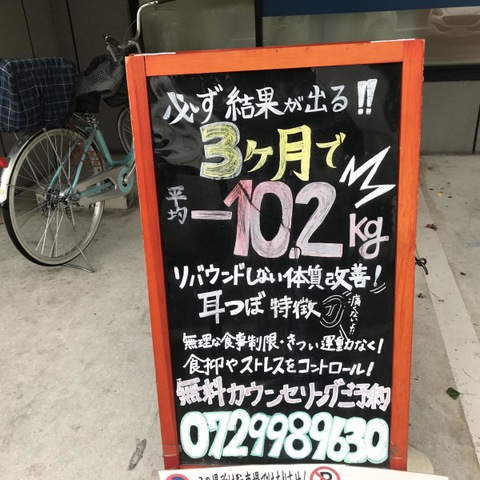 必ず結果が出る!!
3ヶ月で
平均 -10.2kg
リバウンドしない体質改善!
耳つぼ特徴
痛くないよ!!
無理な食事制限・きつい運動なく!
食抑やストレスをコントロール!
無料カウンセリングご予約
0729989630